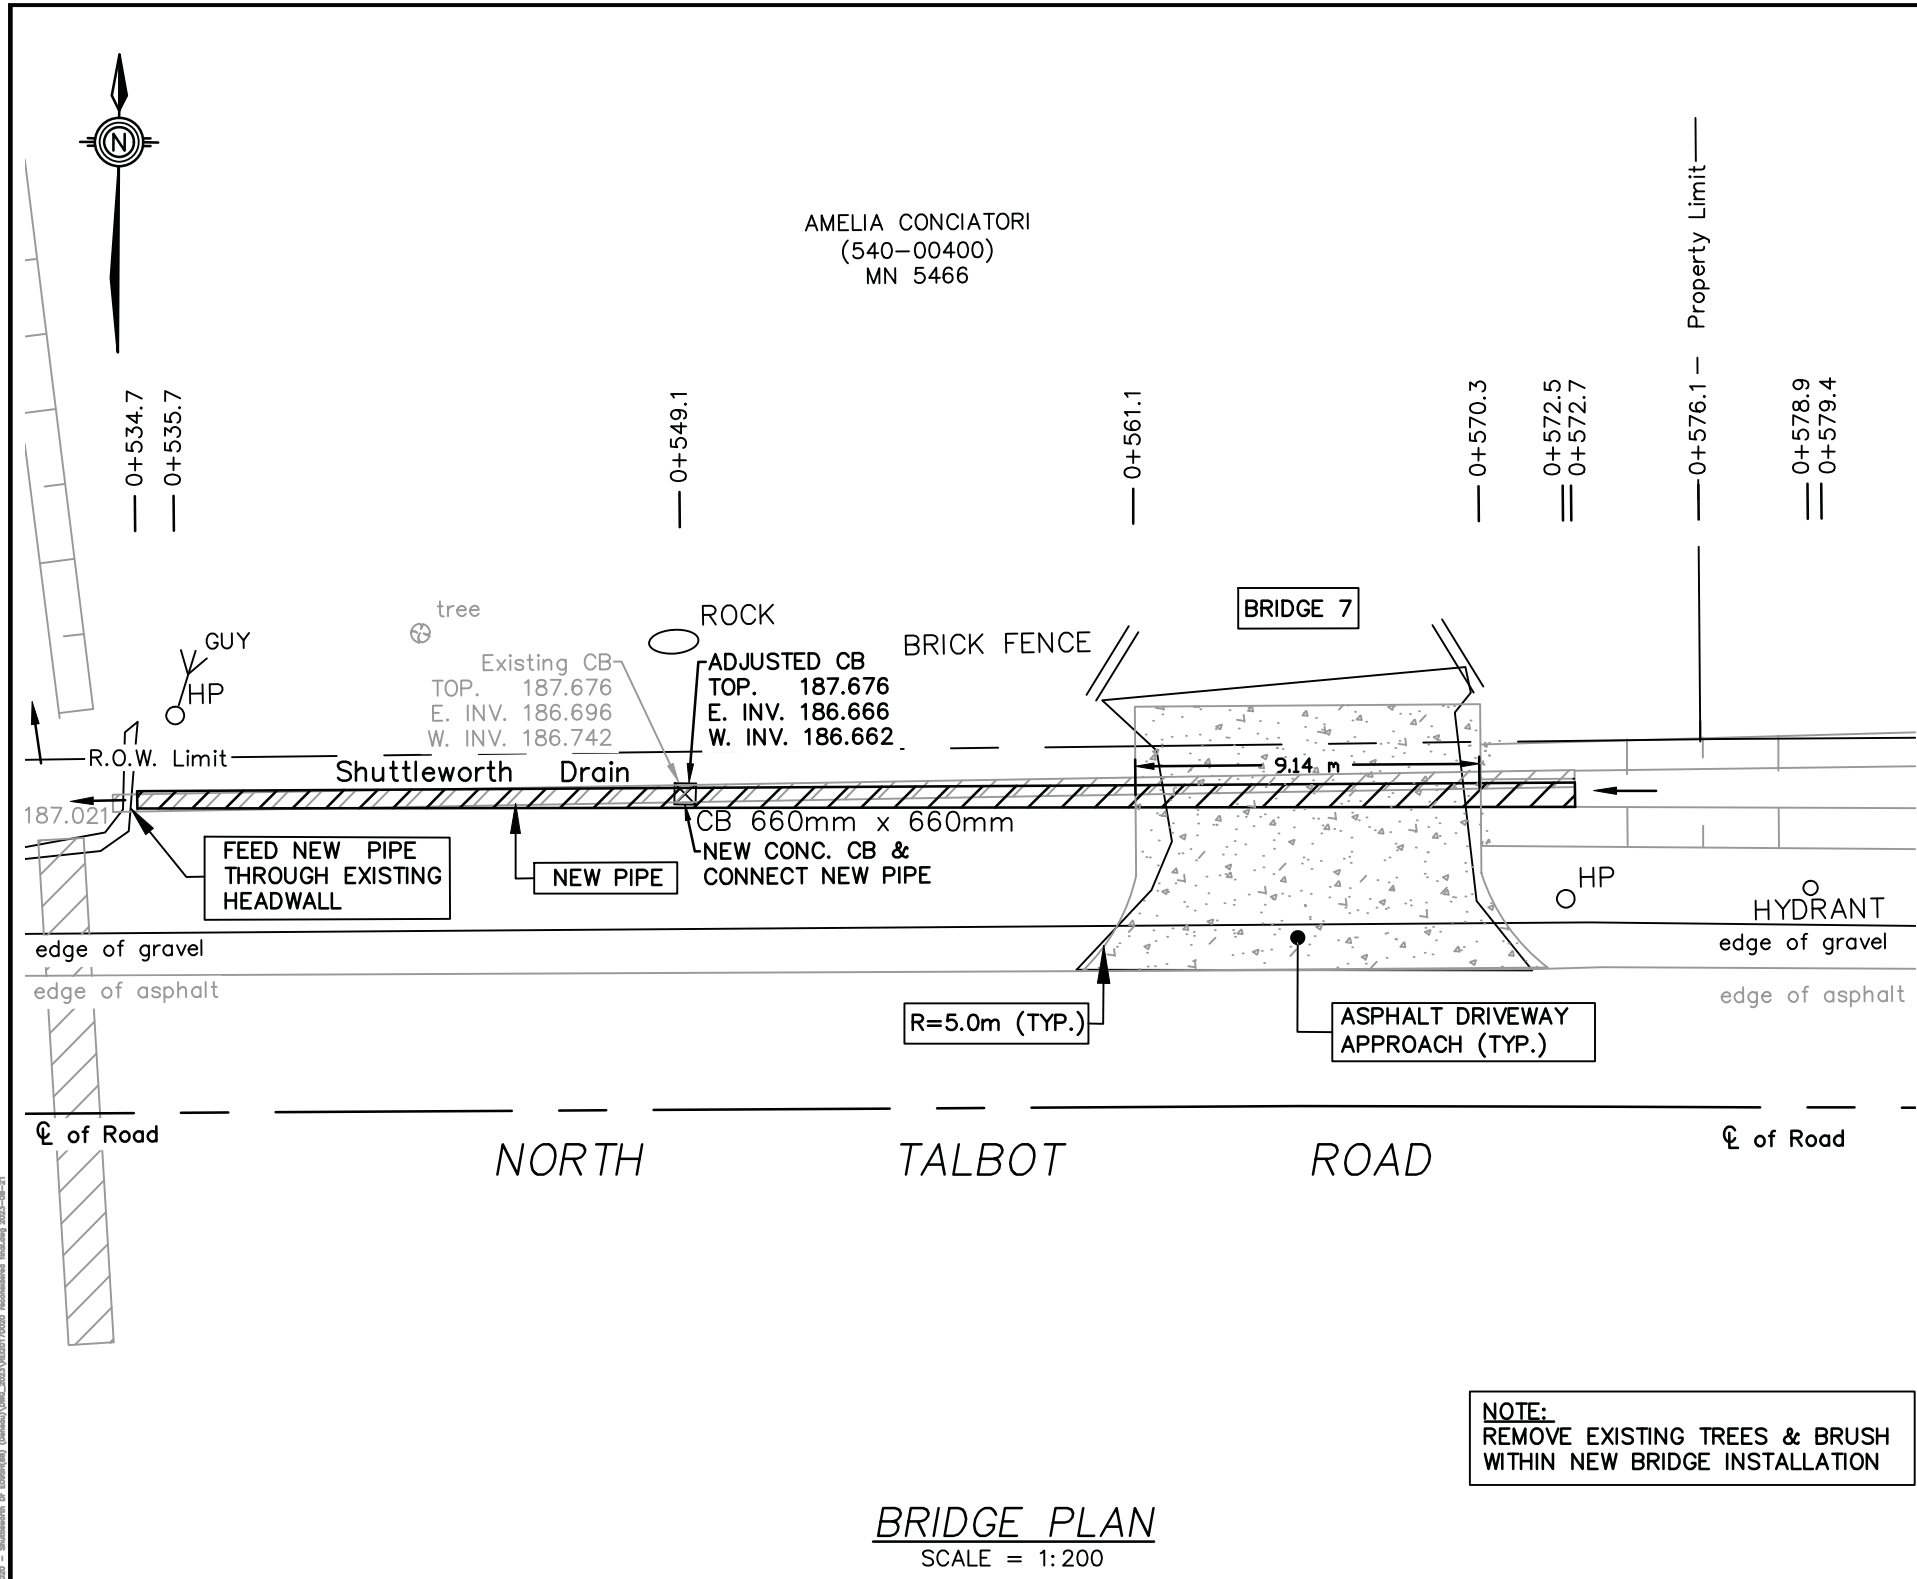 N
AMELIA CONCIATORI
(540-00400)
MN 5466
Property Limit
0+534.7
0+535.7
0+549.1
0+561.1
0+570.3
0+572.5
0+572.7
0+576.1
0+578.9
0+579.4
BRIDGE 7
tree
ROCK
GUY
HP
BRICK FENCE
Existing CB
TOP. 187.676
E. INV. 186.696
W. INV. 186.742
ADJUSTED CB
TOP. 187.676
E. INV. 186.666
W. INV. 186.662
R.O.W. Limit
Shuttleworth Drain
9.14 m
187.021
CB 660mm x 660mm
NEW CONC. CB &
CONNECT NEW PIPE
FEED NEW PIPE
THROUGH EXISTING
HEADWALL
NEW PIPE
HP
HYDRANT
edge of gravel
edge of gravel
edge of asphalt
edge of asphalt
R=5.0m (TYP.)
ASPHALT DRIVEWAY
APPROACH (TYP.)
℄ of Road
℄ of Road
NORTH TALBOT ROAD
NOTE:
REMOVE EXISTING TREES & BRUSH
WITHIN NEW BRIDGE INSTALLATION
BRIDGE PLAN
SCALE = 1:200